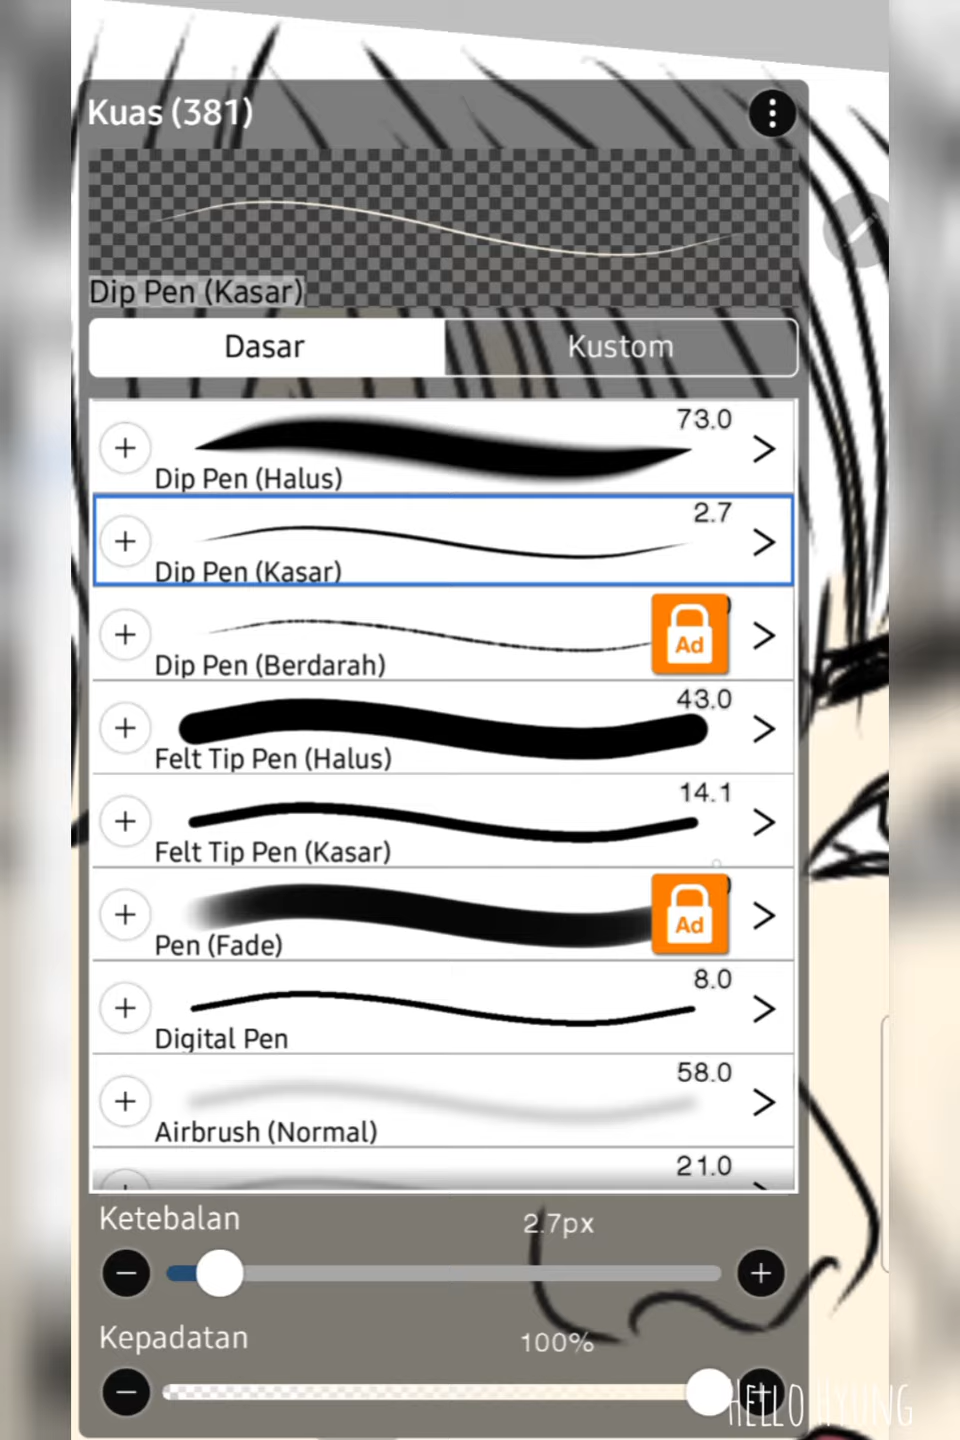 Kuas (381)
Dip Pen (Kasar)
Dasar
Kustom
73.0
Dip Pen (Halus)
2.7
Dip Pen (Kasar)
Ad
Dip Pen (Berdarah)
43.0
Felt Tip Pen (Halus)
14.1
Felt Tip Pen (Kasar)
Ad
Pen (Fade)
8.0
Digital Pen
58.0
Airbrush (Normal)
21.0
Ketebalan
2.7px
Kepadatan
100%
Hello Hyung